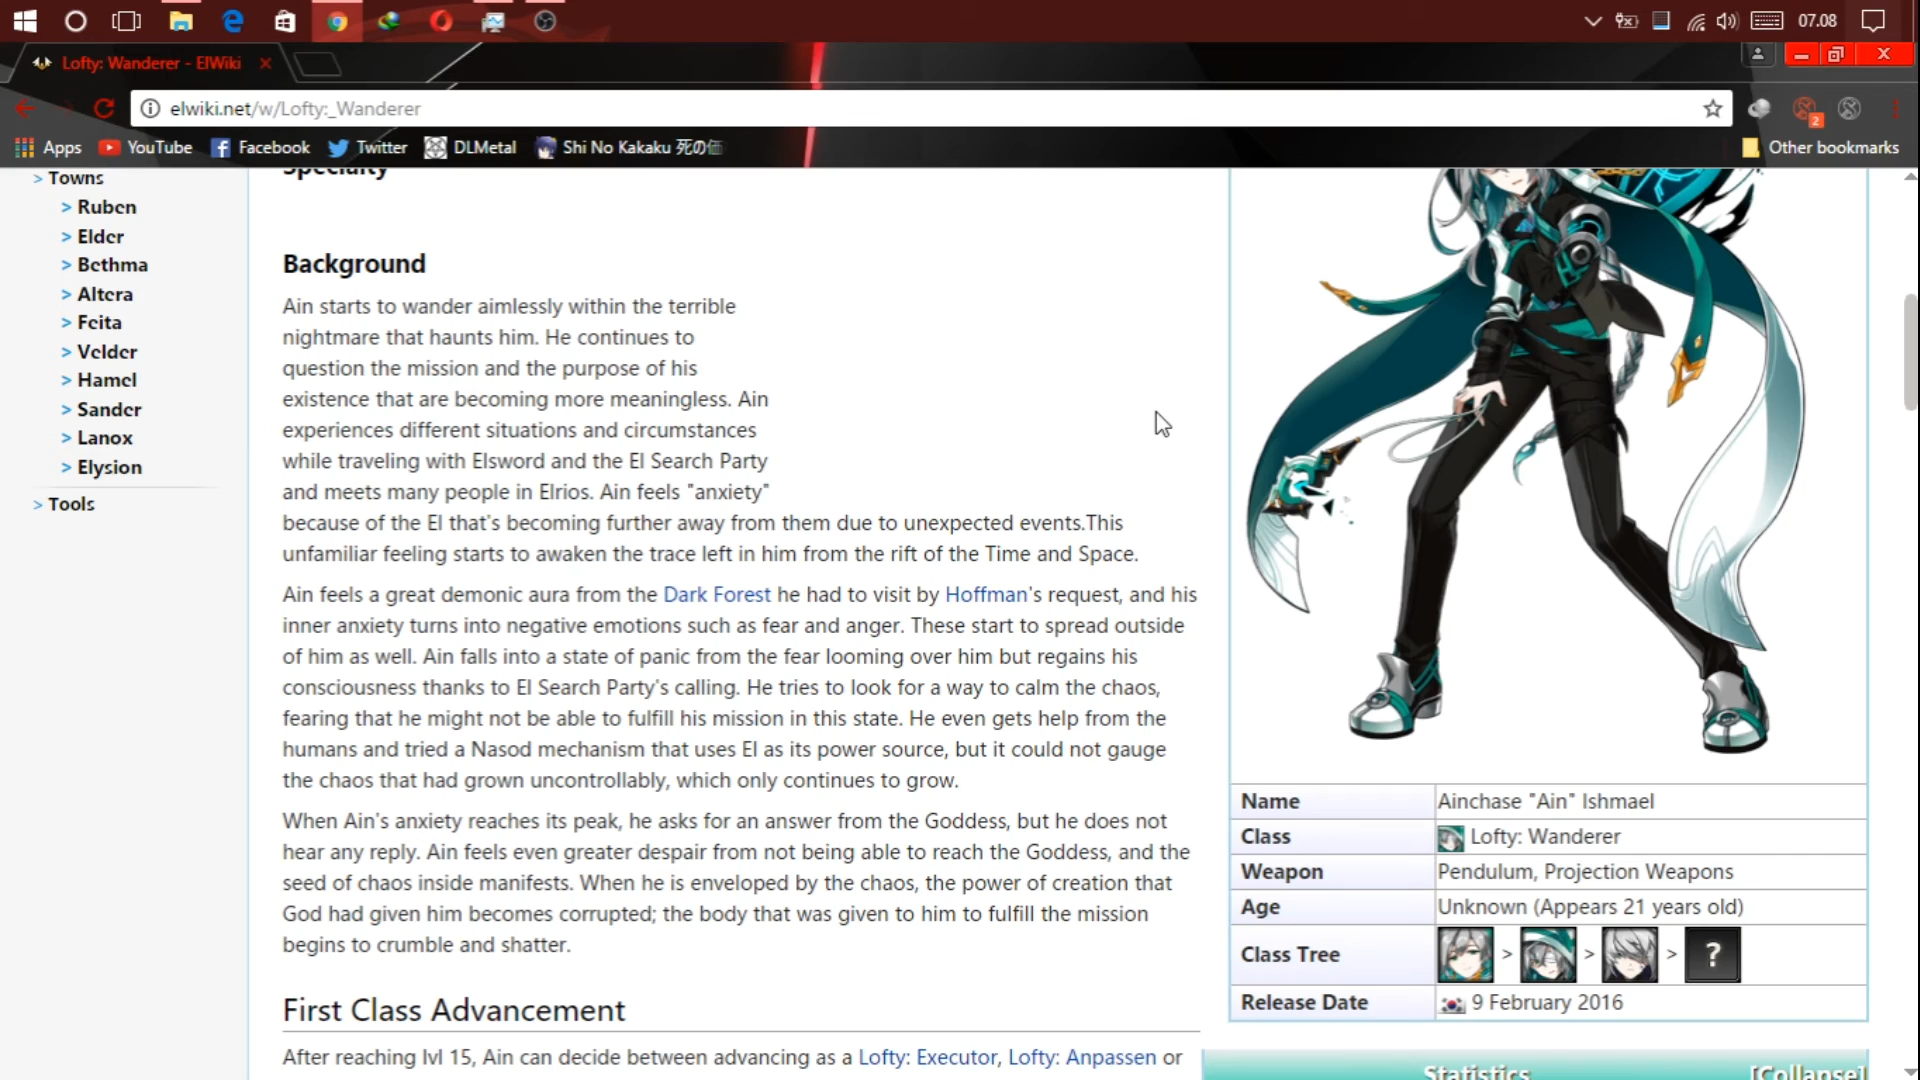 07.08
Lofty: Wanderer - ElWiki
elwiki.net/w/Lofty:_Wanderer
2
Apps
YouTube
Facebook
Twitter
DLMetal
Shi No Kakaku 死の価
Other bookmarks
> Towns
> Ruben
> Elder
> Bethma
> Altera
> Feita
> Velder
> Hamel
> Sander
> Lanox
> Elysion
> Tools
Specialty
Background
Ain starts to wander aimlessly within the terrible
nightmare that haunts him. He continues to
question the mission and the purpose of his
existence that are becoming more meaningless. Ain
experiences different situations and circumstances
while traveling with Elsword and the El Search Party
and meets many people in Elrios. Ain feels "anxiety"
because of the El that's becoming further away from them due to unexpected events.This
unfamiliar feeling starts to awaken the trace left in him from the rift of the Time and Space.
Ain feels a great demonic aura from the Dark Forest he had to visit by Hoffman's request, and his
inner anxiety turns into negative emotions such as fear and anger. These start to spread outside
of him as well. Ain falls into a state of panic from the fear looming over him but regains his
consciousness thanks to El Search Party's calling. He tries to look for a way to calm the chaos,
fearing that he might not be able to fulfill his mission in this state. He even gets help from the
humans and tried a Nasod mechanism that uses El as its power source, but it could not gauge
the chaos that had grown uncontrollably, which only continues to grow.
When Ain's anxiety reaches its peak, he asks for an answer from the Goddess, but he does not
hear any reply. Ain feels even greater despair from not being able to reach the Goddess, and the
seed of chaos inside manifests. When he is enveloped by the chaos, the power of creation that
God had given him becomes corrupted; the body that was given to him to fulfill the mission
begins to crumble and shatter.
First Class Advancement
After reaching lvl 15, Ain can decide between advancing as a Lofty: Executor, Lofty: Anpassen or
Name Ainchase "Ain" Ishmael
Class Lofty: Wanderer
Weapon Pendulum, Projection Weapons
Age Unknown (Appears 21 years old)
Class Tree > > > ?
Release Date 9 February 2016
Statistics [Collapse]